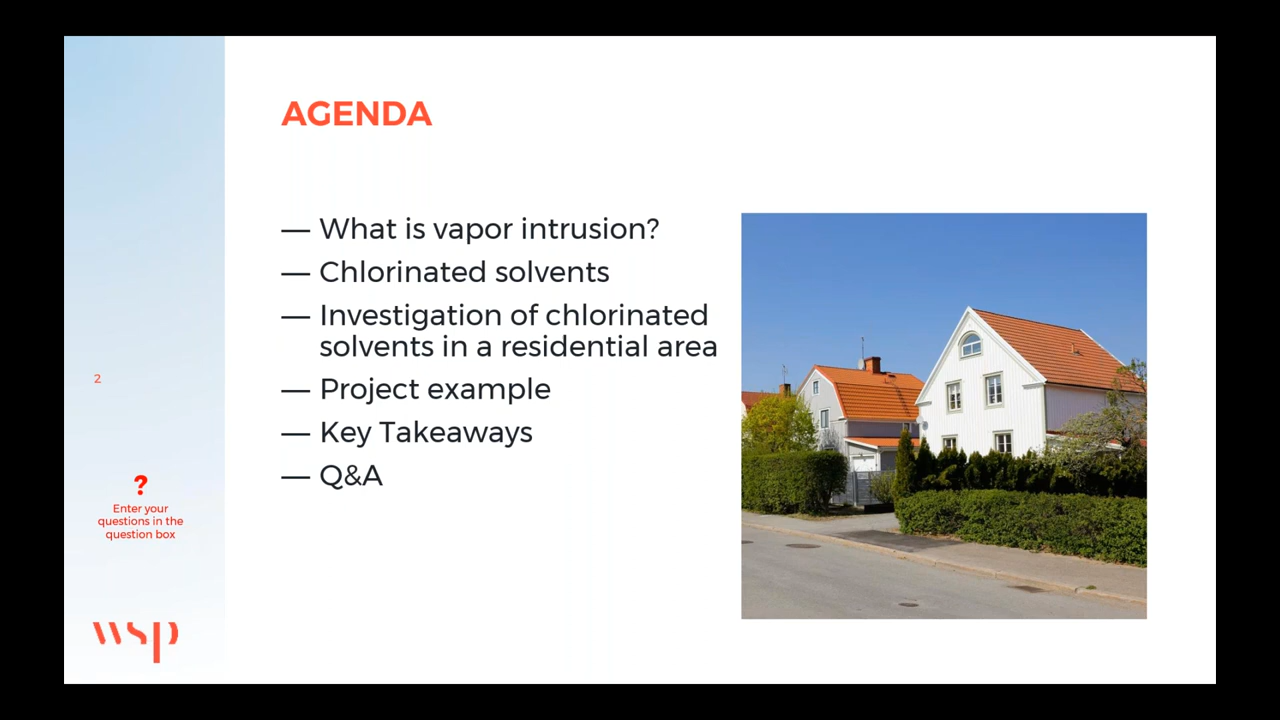 AGENDA
— What is vapor intrusion?
— Chlorinated solvents
— Investigation of chlorinated
solvents in a residential area
— Project example
— Key Takeaways
— Q&A
2
?
Enter your
questions in the
question box
wsp